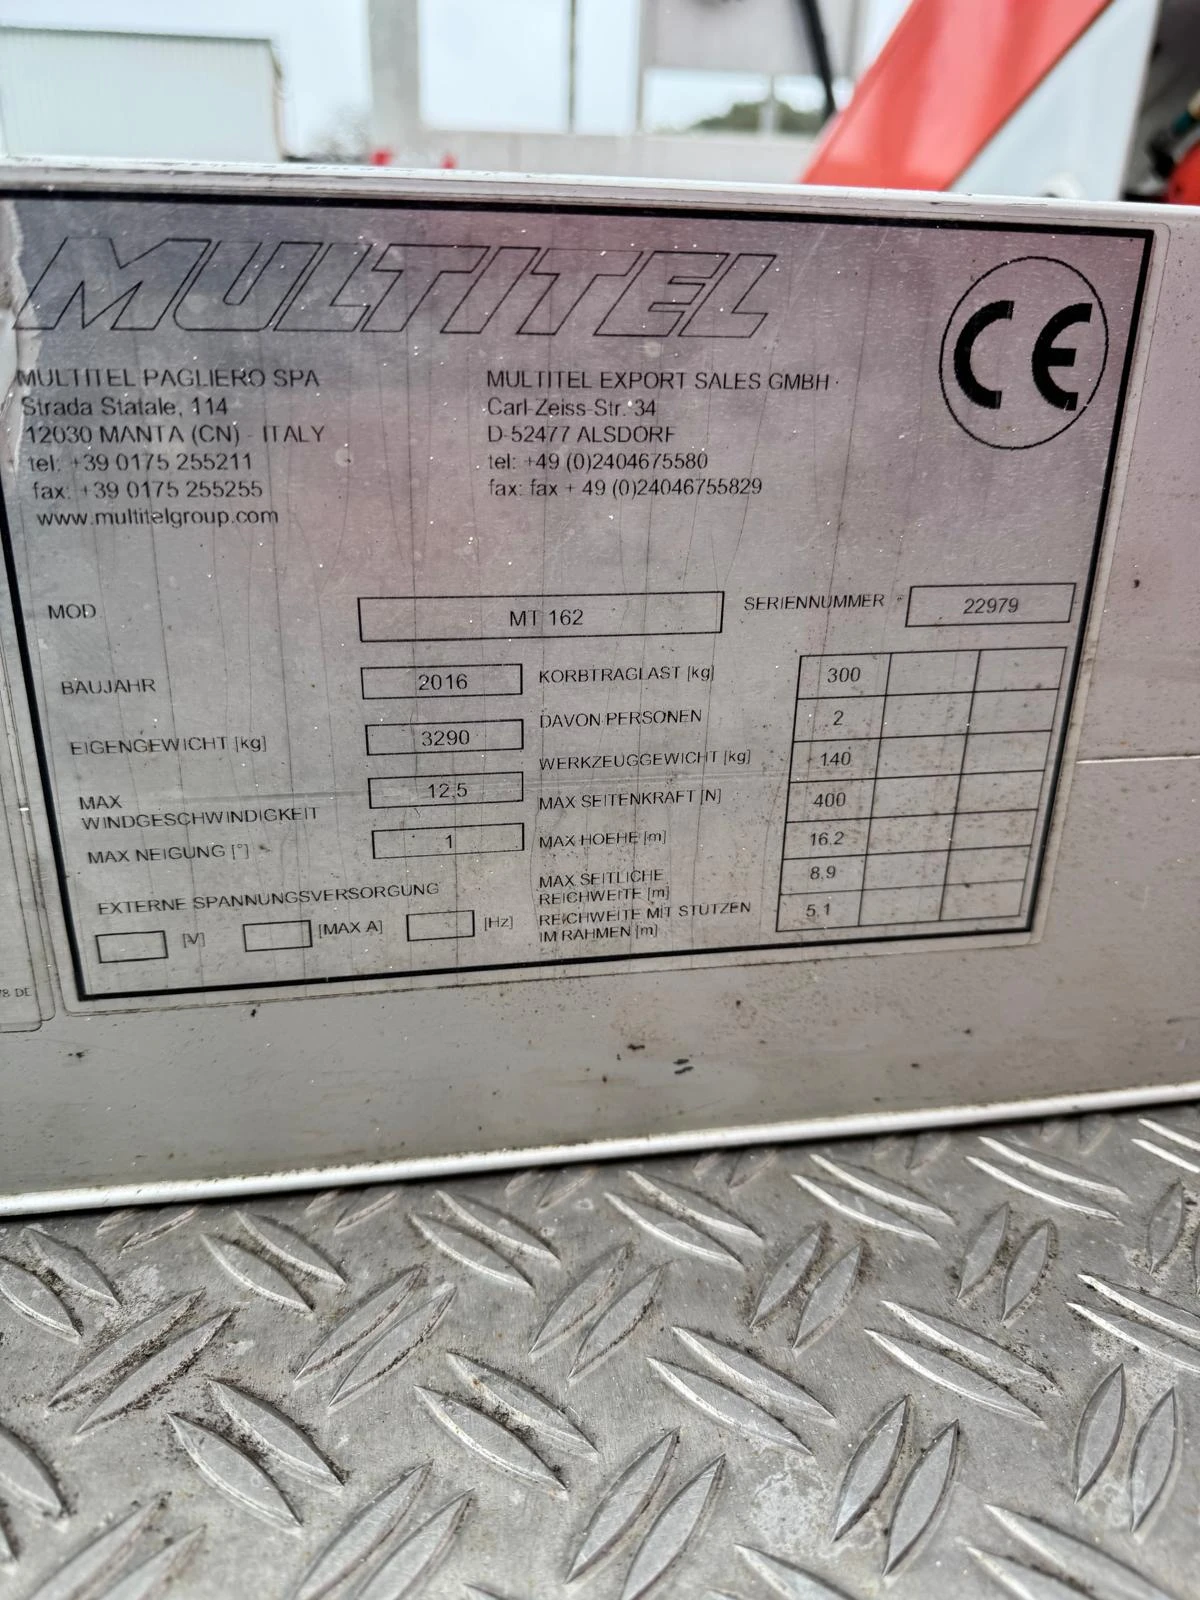 MULTITEL
CE
MULTITEL PAGLIERO SPA
Strada Statale, 114
12030 MANTA (CN) - ITALY
tel: +39 0175 255211
fax: +39 0175 255255
www.multitelgroup.com
MULTITEL EXPORT SALES GMBH
Carl-Zeiss-Str. 34
D-52477 ALSDORF
tel: +49 (0)2404675580
fax: fax + 49 (0)24046755829
MOD. MT 162
SERIENNUMMER 22979
BAUJAHR 2016
EIGENGEWICHT [kg] 3290
MAX
WINDGESCHWINDIGKEIT 12,5
MAX NEIGUNG [°] 1
EXTERNE SPANNUNGSVERSORGUNG
[V] [MAX A] [Hz]
KORBTRAGLAST [kg] 300
DAVON PERSONEN 2
WERKZEUGGEWICHT [kg] 140
MAX SEITENKRAFT [N] 400
MAX HOEHE [m] 16.2
MAX SEITLICHE
REICHWEITE [m] 8,9
REICHWEITE MIT STÜTZEN
IM RAHMEN [m] 5,1
78 DE